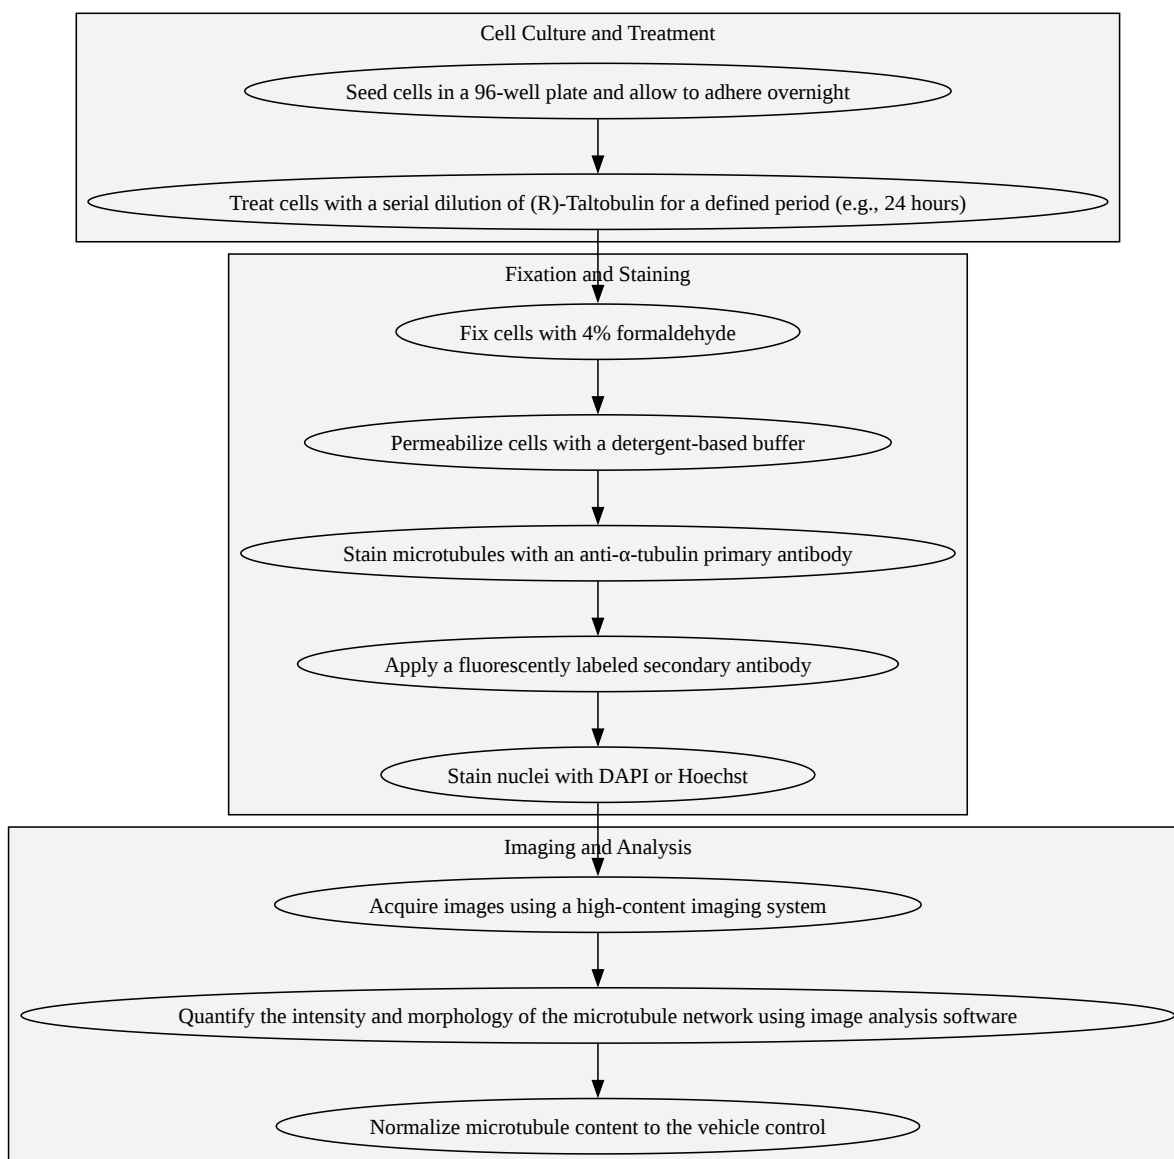 Cell Culture and Treatment
Seed cells in a 96-well plate and allow to adhere overnight
Treat cells with a serial dilution of (R)-Taltobulin for a defined period (e.g., 24 hours)
Fixation and Staining
Fix cells with 4% formaldehyde
Permeabilize cells with a detergent-based buffer
Stain microtubules with an anti-α-tubulin primary antibody
Apply a fluorescently labeled secondary antibody
Stain nuclei with DAPI or Hoechst
Imaging and Analysis
Acquire images using a high-content imaging system
Quantify the intensity and morphology of the microtubule network using image analysis software
Normalize microtubule content to the vehicle control